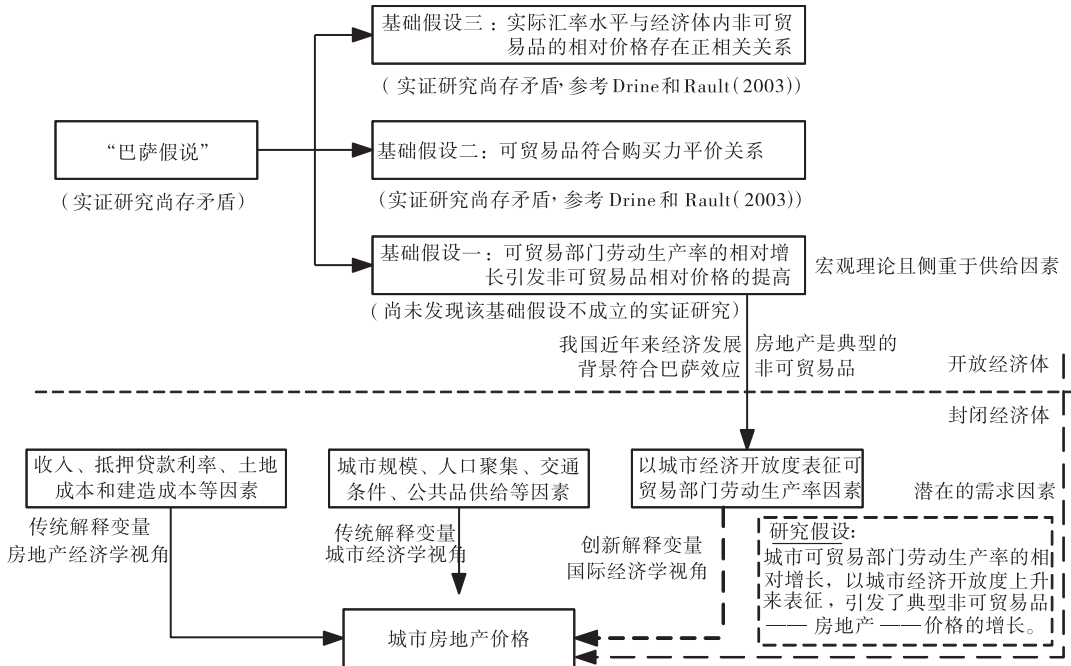 基础假设三：实际汇率水平与经济体内非可贸
易品的相对价格存在正相关关系
(实证研究尚存矛盾，参考Drine和Rault(2003))
“巴萨假说”
(实证研究尚存矛盾)
基础假设二：可贸易品符合购买力平价关系
(实证研究尚存矛盾，参考Drine和 Rault(2003))
基础假设一：可贸易部门劳动生产率的相对增
长引发非可贸易品相对价格的提高
宏观理论且侧重于供给因素
(尚未发现该基础假设不成立的实证研究)
我国近年来经济发展
背景符合巴萨效应
房地产是典型的
非可贸易品
开放经济体
封闭经济体
收入、抵押贷款利率、土地
成本和建造成本等因素
城市规模、人口聚集、交通
条件、公共品供给等因素
以城市经济开放度表征可
贸易部门劳动生产率因素
潜在的需求因素
传统解释变量
房地产经济学视角
传统解释变量
城市经济学视角
创新解释变量
国际经济学视角
研究假设:
城市可贸易部门劳动生产率的相
对增长，以城市经济开放度上升
来表征，引发了典型非可贸易品
——房地产——价格的增长。
城市房地产价格